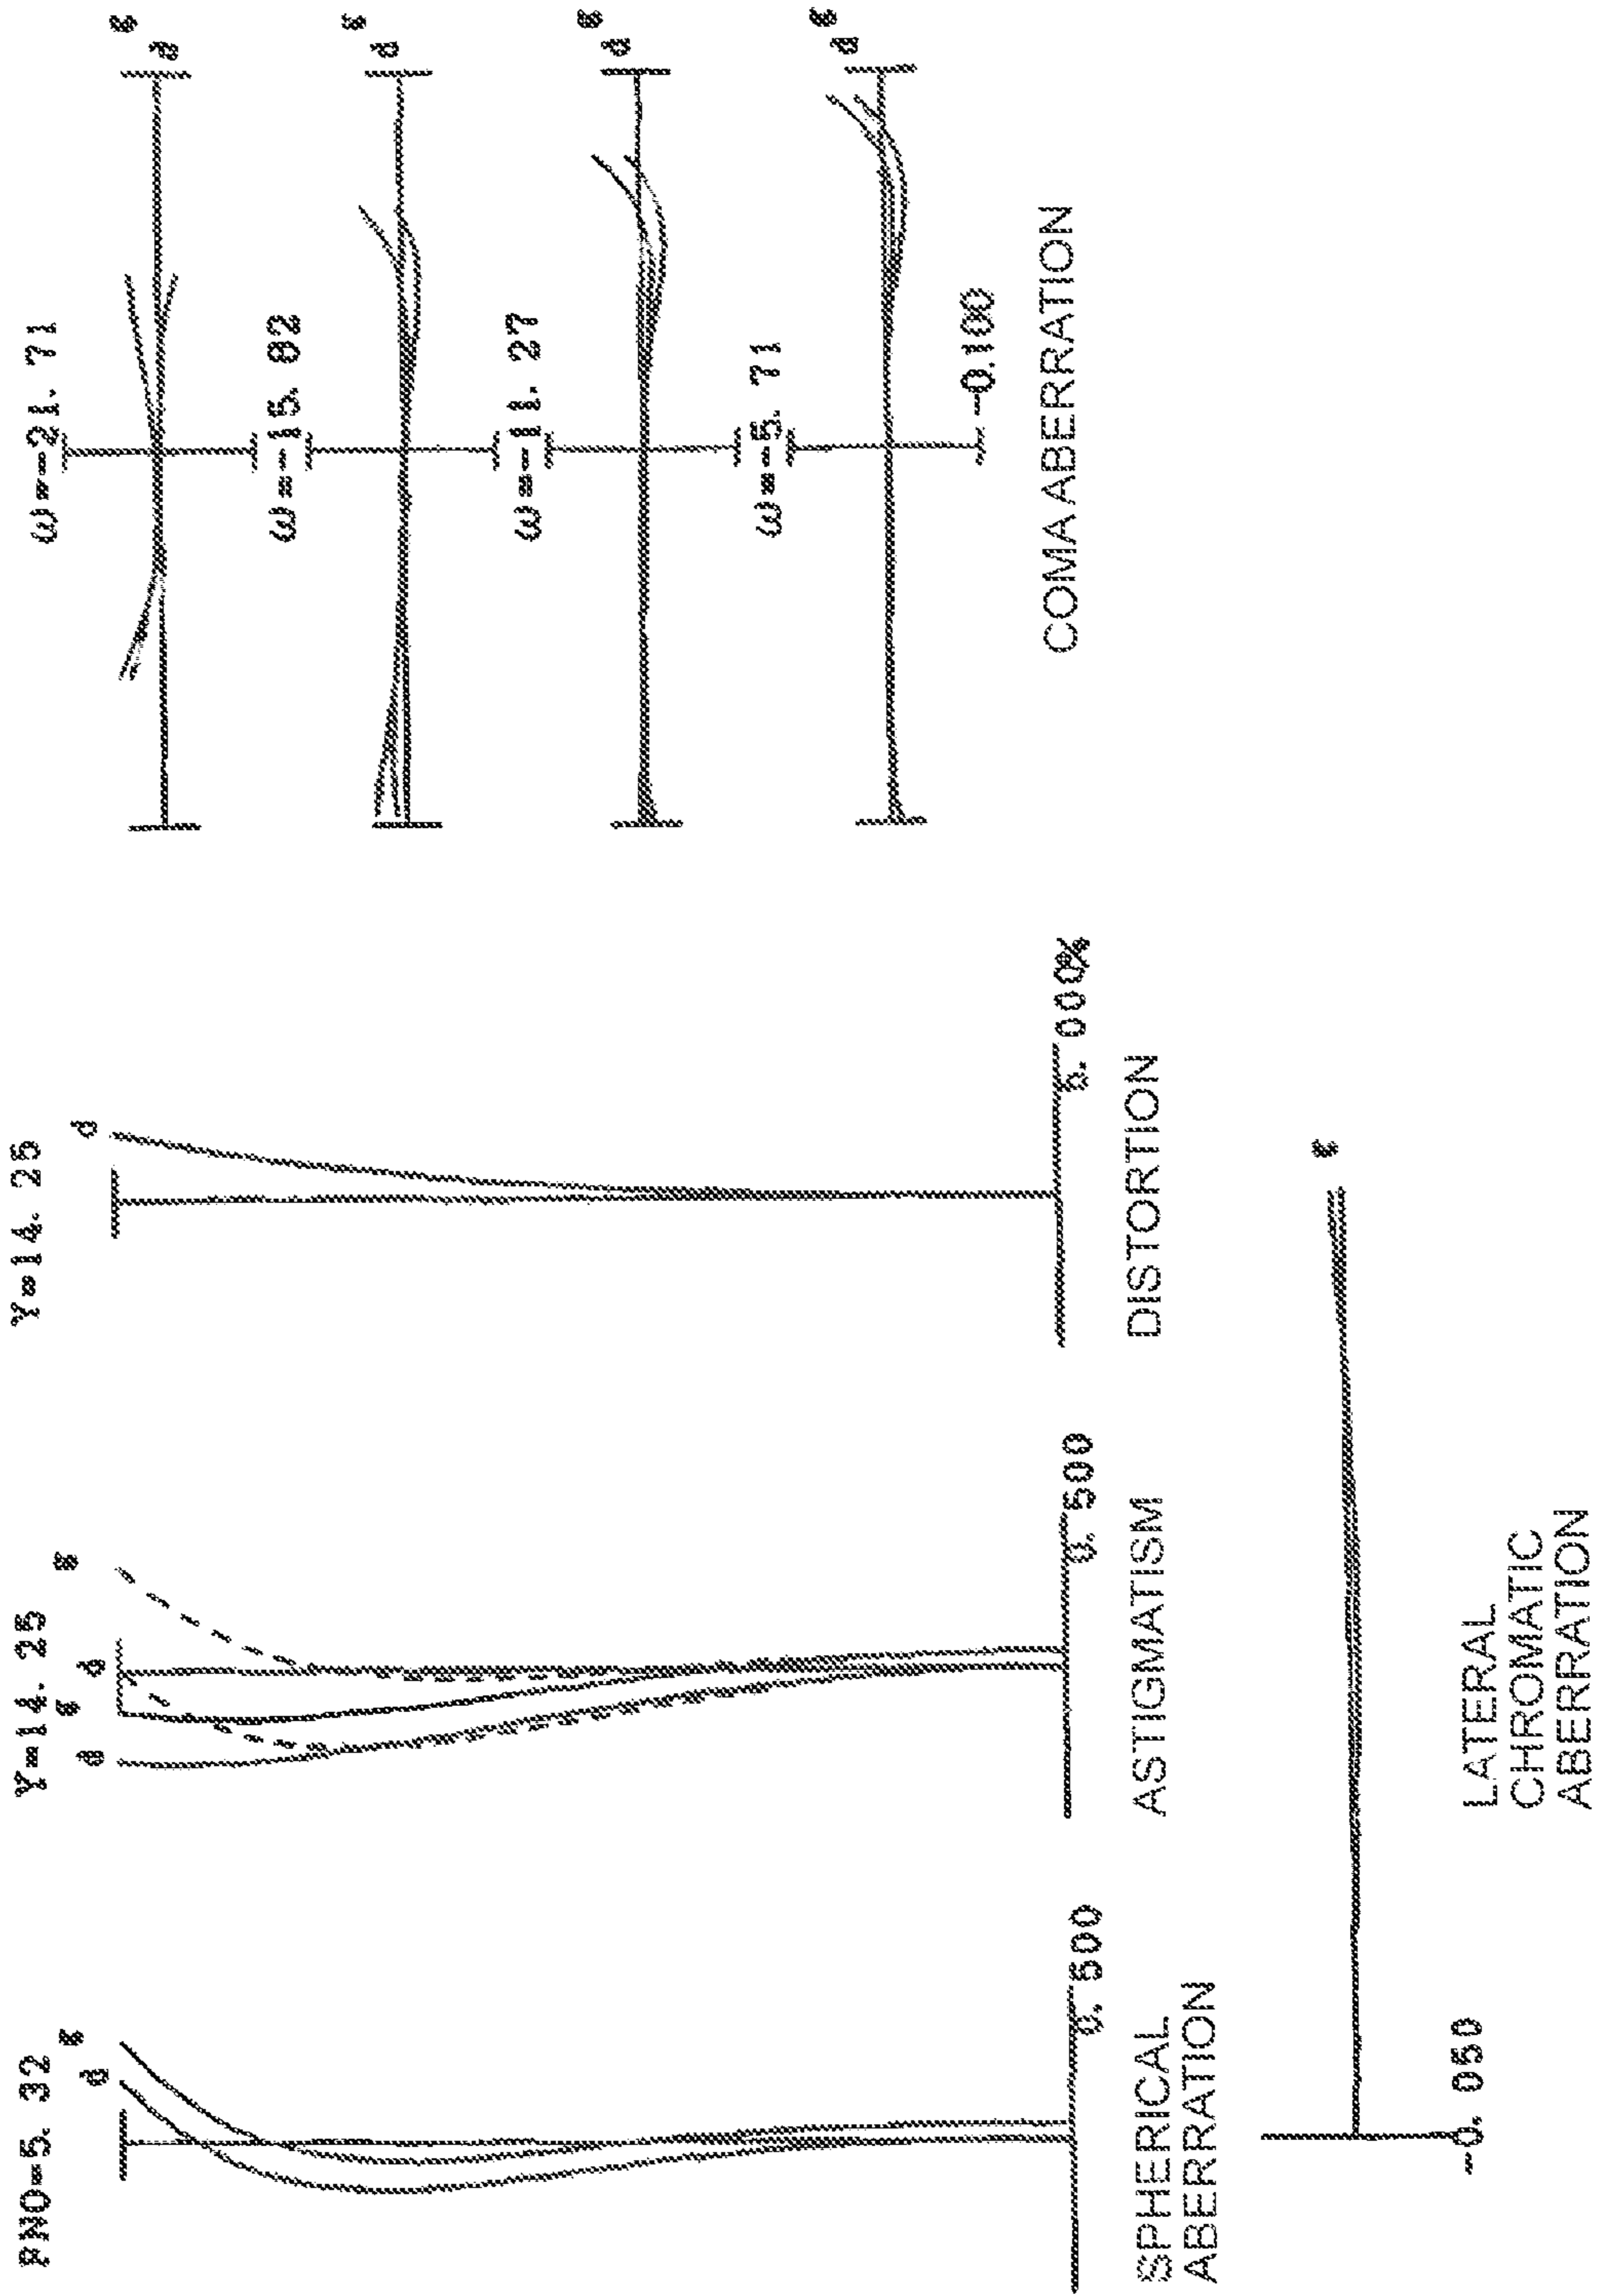 FNO=5. 32
g
d
0. 500
SPHERICAL
ABERRATION
Y=14. 25
g
d
g
d
0. 500
ASTIGMATISM
Y=14. 25
d
5. 000%
DISTORTION
ω=-21. 71
g
d
ω=-15. 82
g
d
ω=-11. 27
g
d
ω=-5. 71
g
d
-0.100
COMA ABERRATION
g
-0. 050
LATERAL
CHROMATIC
ABERRATION